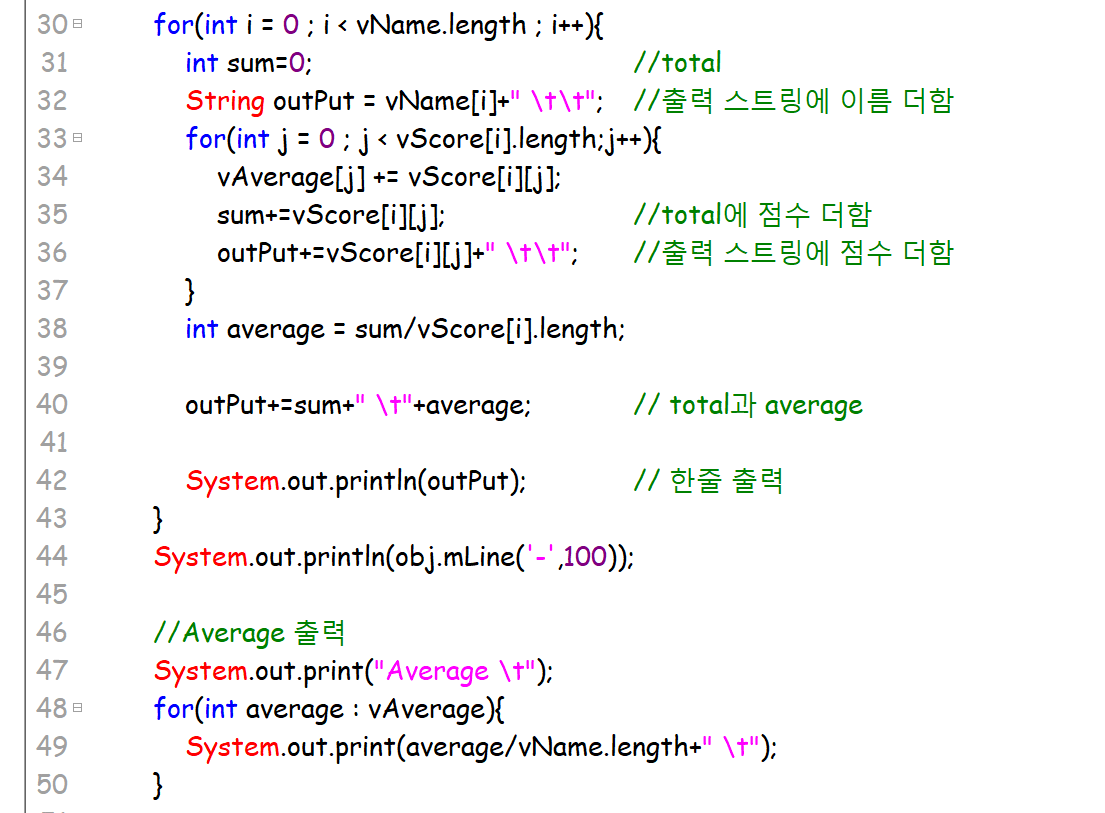 30 for(int i = 0 ; i < vName.length ; i++){
31 int sum=0; //total
32 String outPut = vName[i]+" \t\t"; //출력 스트링에 이름 더함
33 for(int j = 0 ; j < vScore[i].length;j++){
34 vAverage[j] += vScore[i][j];
35 sum+=vScore[i][j]; //total에 점수 더함
36 outPut+=vScore[i][j]+" \t\t"; //출력 스트링에 점수 더함
37 }
38 int average = sum/vScore[i].length;
39
40 outPut+=sum+" \t"+average; // total과 average
41
42 System.out.println(outPut); // 한줄 출력
43 }
44 System.out.println(obj.mLine('-',100));
45
46 //Average 출력
47 System.out.print("Average \t");
48 for(int average : vAverage){
49 System.out.print(average/vName.length+" \t");
50 }